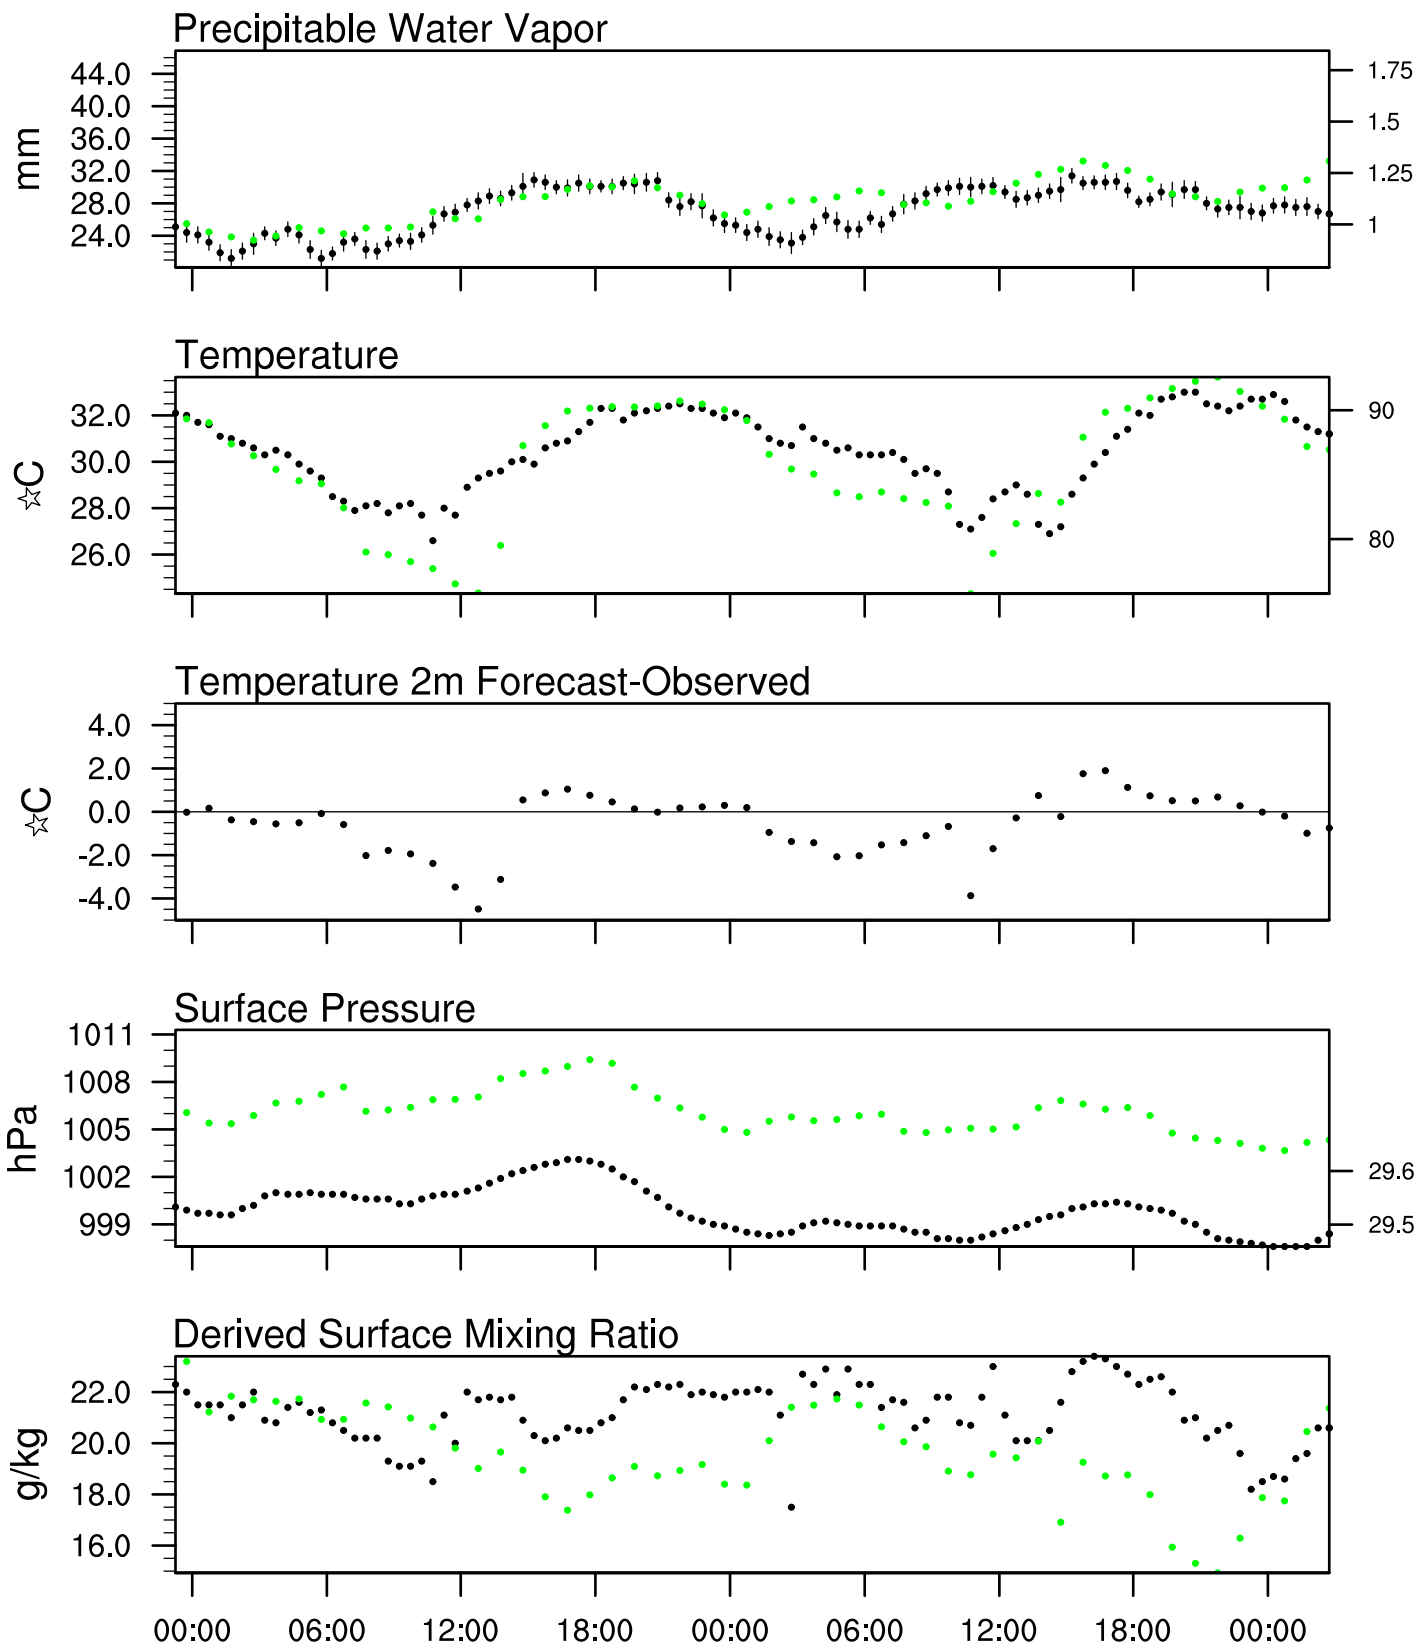 Precipitable Water Vapor
44.0
40.0
36.0
32.0
28.0
24.0
mm
1.75
1.5
1.25
1
Temperature
32.0
30.0
28.0
26.0
☆C
90
80
Temperature 2m Forecast-Observed
4.0
2.0
0.0
-2.0
-4.0
☆C
Surface Pressure
1011
1008
1005
1002
999
hPa
29.6
29.5
Derived Surface Mixing Ratio
22.0
20.0
18.0
16.0
g/kg
00:00 06:00 12:00 18:00 00:00 06:00 12:00 18:00 00:00